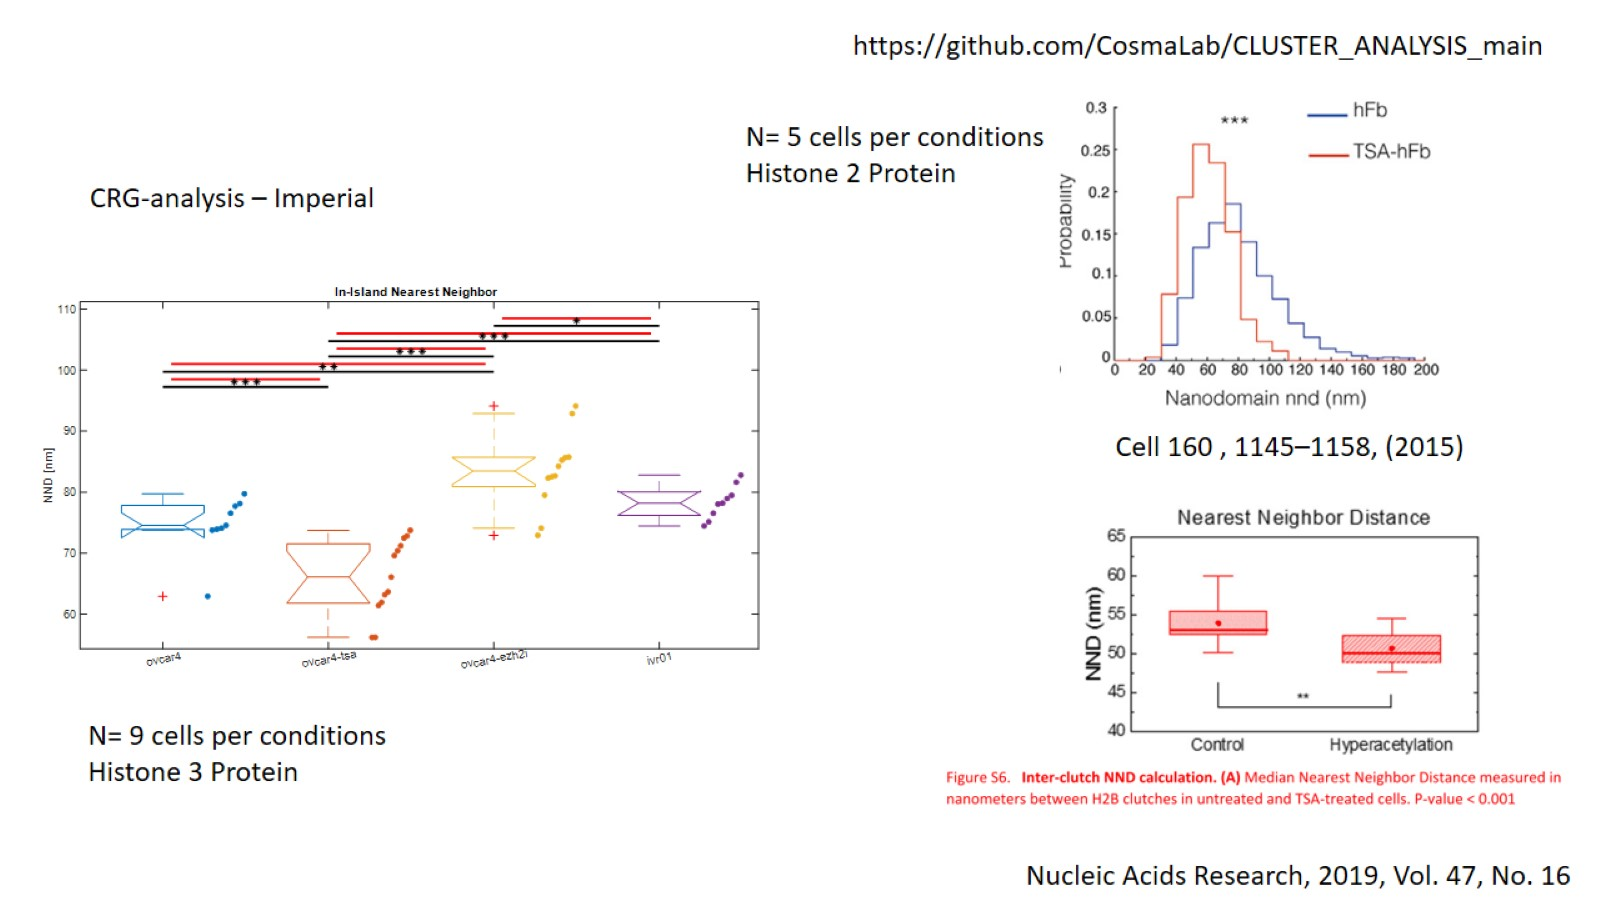 https://github.com/CosmaLab/CLUSTER_ANALYSIS_main
N= 5 cells per conditions
Histone 2 Protein
CRG-analysis – Imperial
In-Island Nearest Neighbor
NND [nm]
110
100
90
80
70
60
***
**
***
***
*
ovcar4
ovcar4-tsa
ovcar4-ezh2i
ivr01
N= 9 cells per conditions
Histone 3 Protein
***
hFb
TSA-hFb
Probability
0.3
0.25
0.2
0.15
0.1
0.05
0
0 20 40 60 80 100 120 140 160 180 200
Nanodomain nnd (nm)
Cell 160 , 1145–1158, (2015)
Nearest Neighbor Distance
NND (nm)
65
60
55
50
45
40
**
Control Hyperacetylation
Figure S6. Inter-clutch NND calculation. (A) Median Nearest Neighbor Distance measured in
nanometers between H2B clutches in untreated and TSA-treated cells. P-value < 0.001
Nucleic Acids Research, 2019, Vol. 47, No. 16